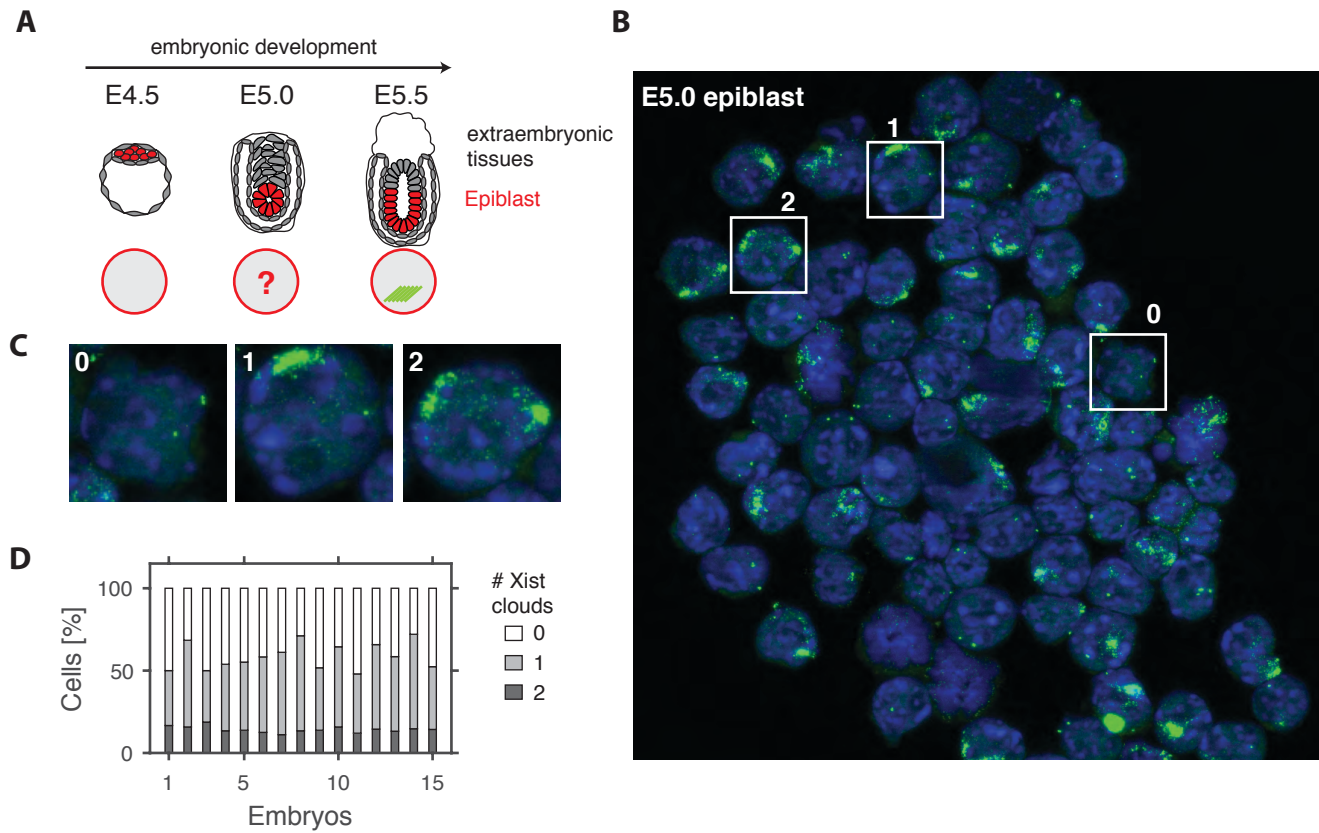 A
embryonic development
E4.5 E5.0 E5.5
extraembryonic
tissues
Epiblast
?
B
E5.0 epiblast
1
2
0
C
0 1 2
D
100
50
0
Cells [%]
1 5 10 15
Embryos
# Xist
clouds
0
1
2